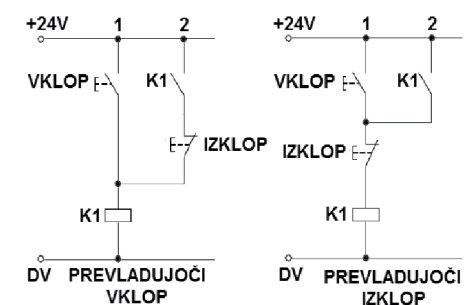 +24V 1 2
VKLOP K1
IZKLOP
K1
DV PREVLADUJOČI
VKLOP
+24V 1 2
VKLOP K1
IZKLOP
K1
DV PREVLADUJOČI
IZKLOP